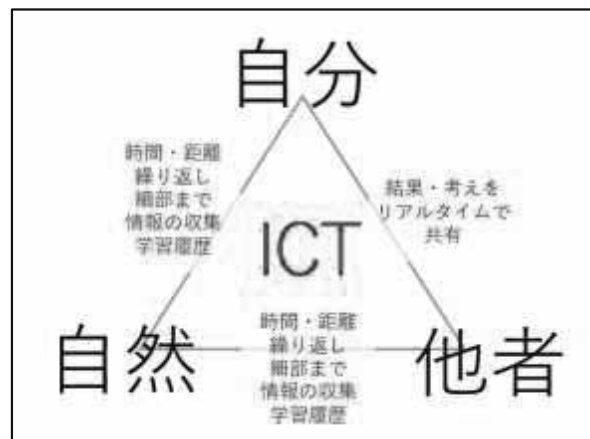 自分
時間・距離
繰り返し
細部まで
情報の収集
学習履歴
結果・考えを
リアルタイムで
共有
ICT
自然
他者
時間・距離
繰り返し
細部まで
情報の収集
学習履歴